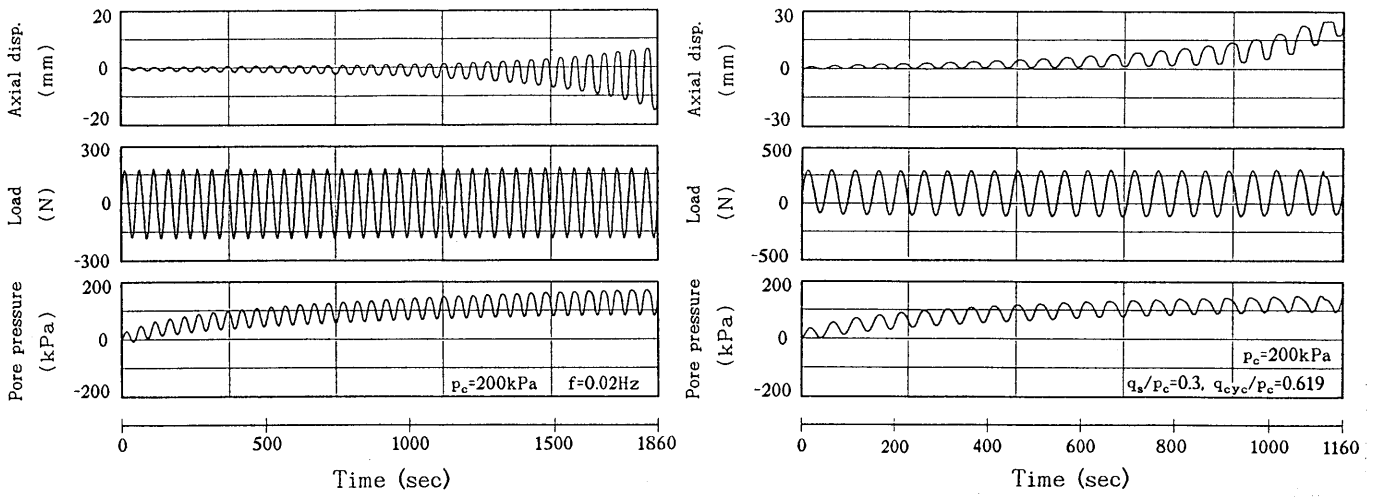 Axial disp.
(mm)
20
0
-20
Load
(N)
300
0
-300
Pore pressure
(kPa)
200
0
-200
p_c=200kPa f=0.02Hz
0 500 1000 1500 1860
Time (sec)
Axial disp.
(mm)
30
0
-30
Load
(N)
500
0
-500
Pore pressure
(kPa)
200
0
-200
p_c=200kPa
q_s/p_c=0.3, q_cyc/p_c=0.619
0 200 400 600 800 1000 1160
Time (sec)